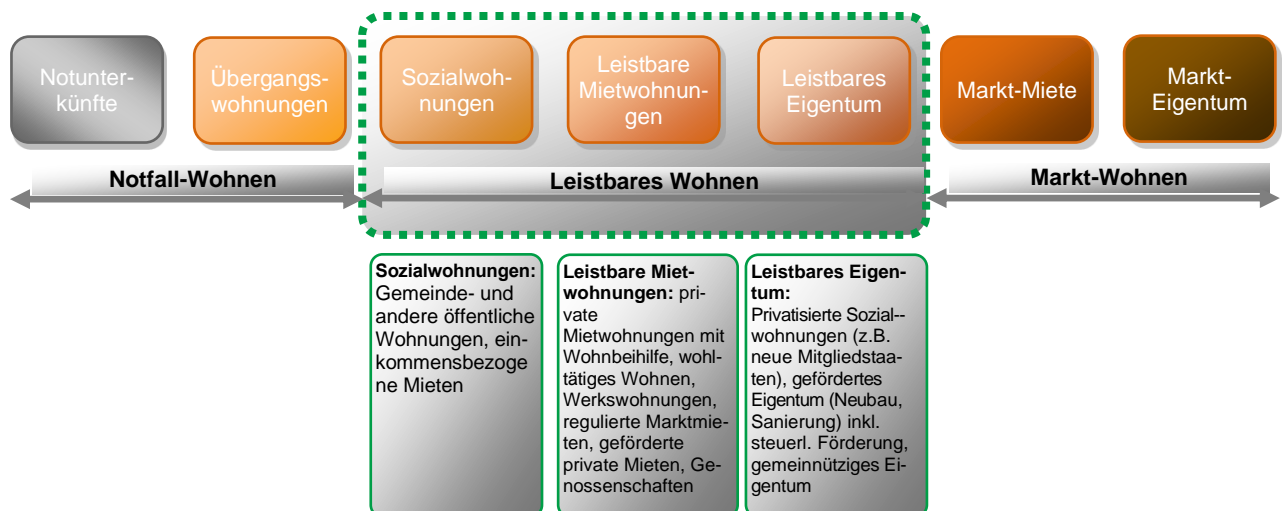 Notunter-
künfte
Übergangs-
wohnungen
Sozialwoh-
nungen
Leistbare
Mietwohnun-
gen
Leistbares
Eigentum
Markt-Miete
Markt-
Eigentum
Notfall-Wohnen
Leistbares Wohnen
Markt-Wohnen
Sozialwohnungen:
Gemeinde- und
andere öffentliche
Wohnungen, ein-
kommensbezoge
ne Mieten
Leistbare Miet-
wohnungen: pri-
vate
Mietwohnungen mit
Wohnbeihilfe, wohl-
tätiges Wohnen,
Werkswohnungen,
regulierte Marktmie-
ten, geförderte
private Mieten, Ge-
nossenschaften
Leistbares Eigen-
tum:
Privatisierte Sozial--
wohnungen (z.B.
neue Mitgliedstaa-
ten), gefördertes
Eigentum (Neubau,
Sanierung) inkl.
steuerl. Förderung,
gemeinnütziges Ei-
gentum